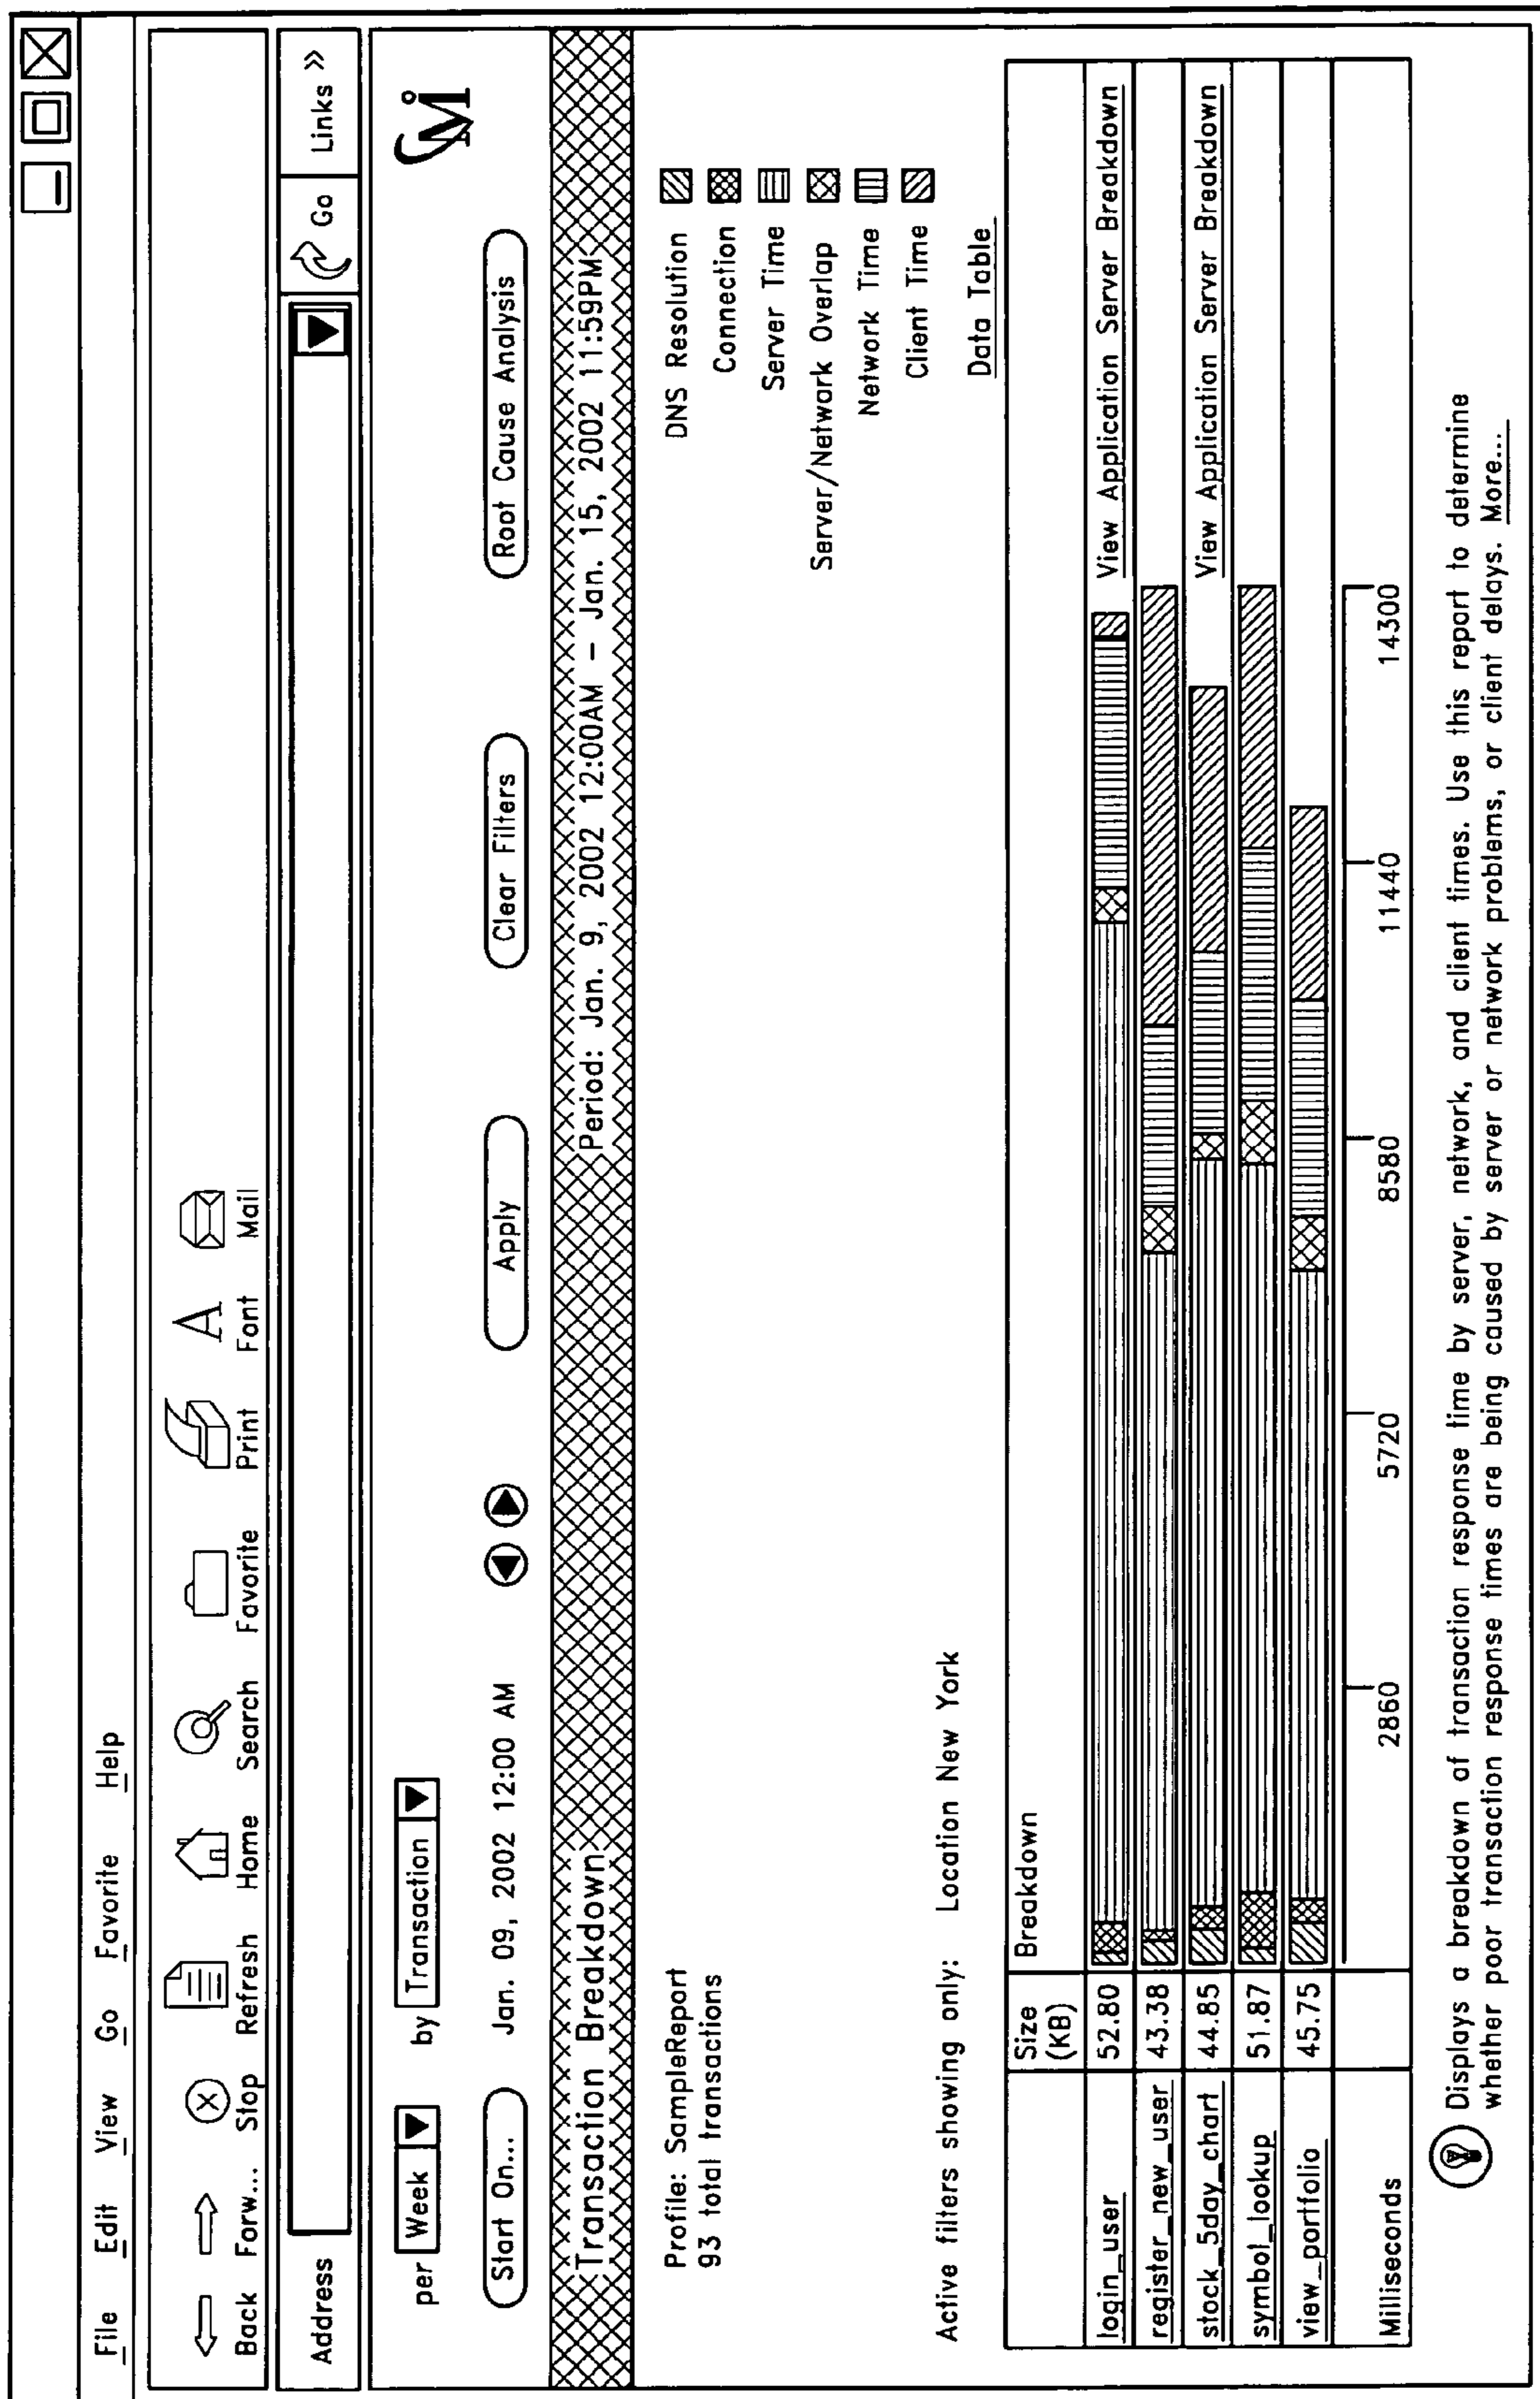 File Edit View Go Favorite Help
Back Forw... Stop Refresh Home Search Favorite Print Font Mail
Address Go Links »
per Week by Transaction
Start On... Jan. 09, 2002 12:00 AM Apply Clear Filters Root Cause Analysis
Transaction Breakdown Period: Jan. 9, 2002 12:00AM – Jan. 15, 2002 11:59PM
Profile: SampleReport
93 total transactions
DNS Resolution
Connection
Server Time
Server/Network Overlap
Network Time
Client Time
Active filters showing only: Location New York
Data Table
Size (KB) Breakdown
login_user 52.80 View Application Server Breakdown
register_new_user 43.38
stock_5day_chart 44.85 View Application Server Breakdown
symbol_lookup 51.87
view_portfolio 45.75
Milliseconds 2860 5720 8580 11440 14300
Displays a breakdown of transaction response time by server, network, and client times. Use this report to determine
whether poor transaction response times are being caused by server or network problems, or client delays. More...